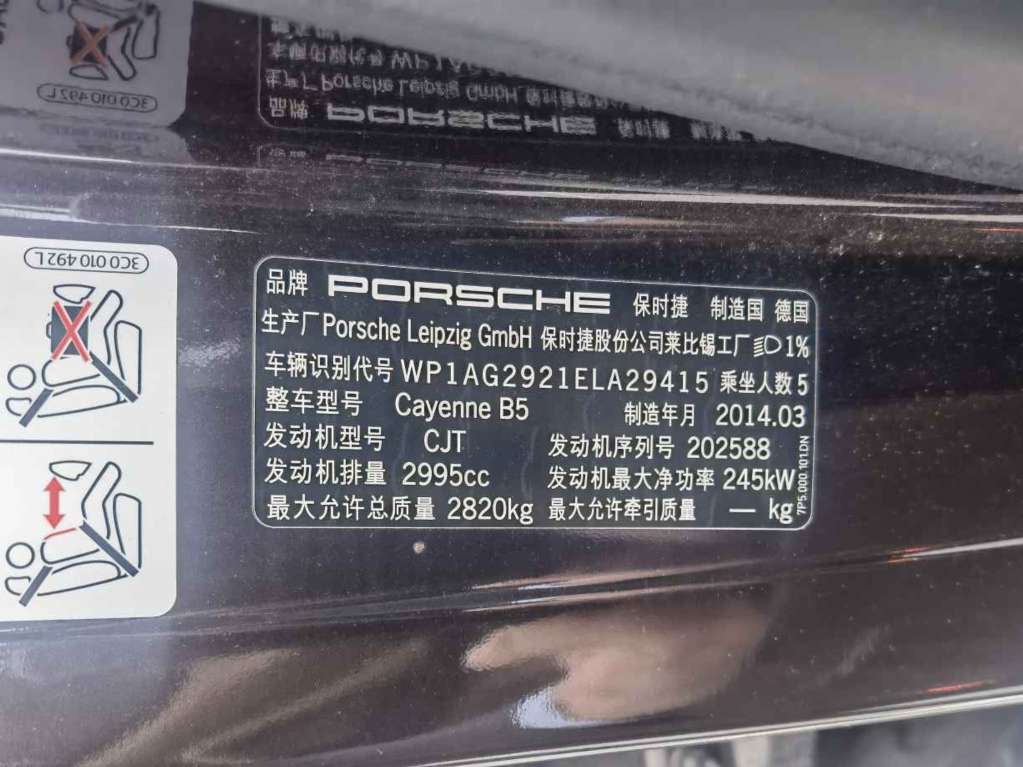 3C0 010 492 L
品牌 PORSCHE 保时捷 制造国 德国
生产厂 Porsche Leipzig GmbH 保时捷股份公司莱比锡工厂 1%
车辆识别代号 WP1AG2921ELA29415 乘坐人数 5
整车型号 Cayenne B5 制造年月 2014.03
发动机型号 CJT 发动机序列号 202588
发动机排量 2995cc 发动机最大净功率 245kW
最大允许总质量 2820kg 最大允许牵引质量 — kg
7P5.000.101.DN